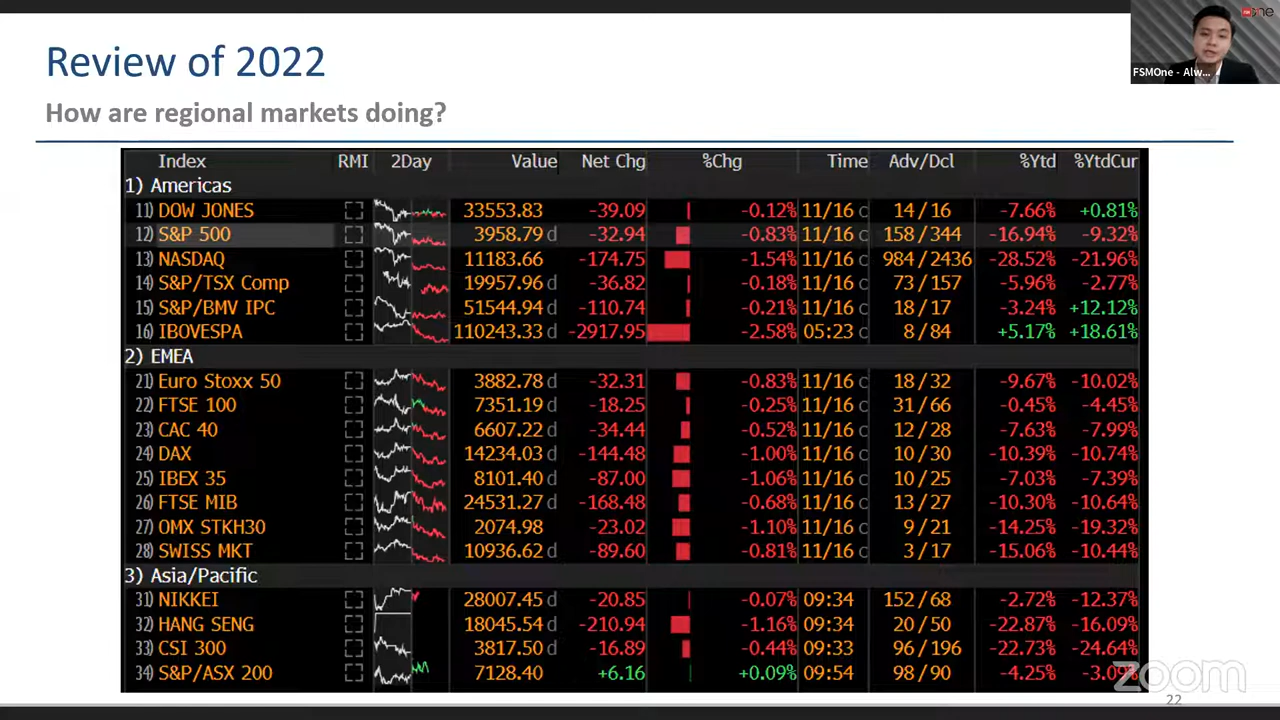 Review of 2022
How are regional markets doing?
FSMOne - Alw...
Index RMI 2Day Value Net Chg %Chg Time Adv/Dcl %Ytd %YtdCur
1) Americas
11) DOW JONES 33553.83 -39.09 -0.12% 11/16 c 14 / 16 -7.66% +0.81%
12) S&P 500 3958.79 d -32.94 -0.83% 11/16 c 158 / 344 -16.94% -9.32%
13) NASDAQ 11183.66 -174.75 -1.54% 11/16 c 984 / 2436 -28.52% -21.96%
14) S&P/TSX Comp 19957.96 d -36.82 -0.18% 11/16 c 73 / 157 -5.96% -2.77%
15) S&P/BMV IPC 51544.94 d -110.74 -0.21% 11/16 c 18 / 17 -3.24% +12.12%
16) IBOVESPA 110243.33 d -2917.95 -2.58% 05:23 c 8 / 84 +5.17% +18.61%
2) EMEA
21) Euro Stoxx 50 3882.78 d -32.31 -0.83% 11/16 c 18 / 32 -9.67% -10.02%
22) FTSE 100 7351.19 d -18.25 -0.25% 11/16 c 31 / 66 -0.45% -4.45%
23) CAC 40 6607.22 d -34.44 -0.52% 11/16 c 12 / 28 -7.63% -7.99%
24) DAX 14234.03 d -144.48 -1.00% 11/16 c 10 / 30 -10.39% -10.74%
25) IBEX 35 8101.40 d -87.00 -1.06% 11/16 c 10 / 25 -7.03% -7.39%
26) FTSE MIB 24531.27 d -168.48 -0.68% 11/16 c 13 / 27 -10.30% -10.64%
27) OMX STKH30 2074.98 -23.02 -1.10% 11/16 c 9 / 21 -14.25% -19.32%
28) SWISS MKT 10936.62 d -89.60 -0.81% 11/16 c 3 / 17 -15.06% -10.44%
3) Asia/Pacific
31) NIKKEI 28007.45 d -20.85 -0.07% 09:34 152 / 68 -2.72% -12.37%
32) HANG SENG 18045.54 d -210.94 -1.16% 09:34 20 / 50 -22.87% -16.09%
33) CSI 300 3817.50 d -16.89 -0.44% 09:33 96 / 196 -22.73% -24.64%
34) S&P/ASX 200 7128.40 +6.16 +0.09% 09:54 98 / 90 -4.25% -3.09%
zoom
22